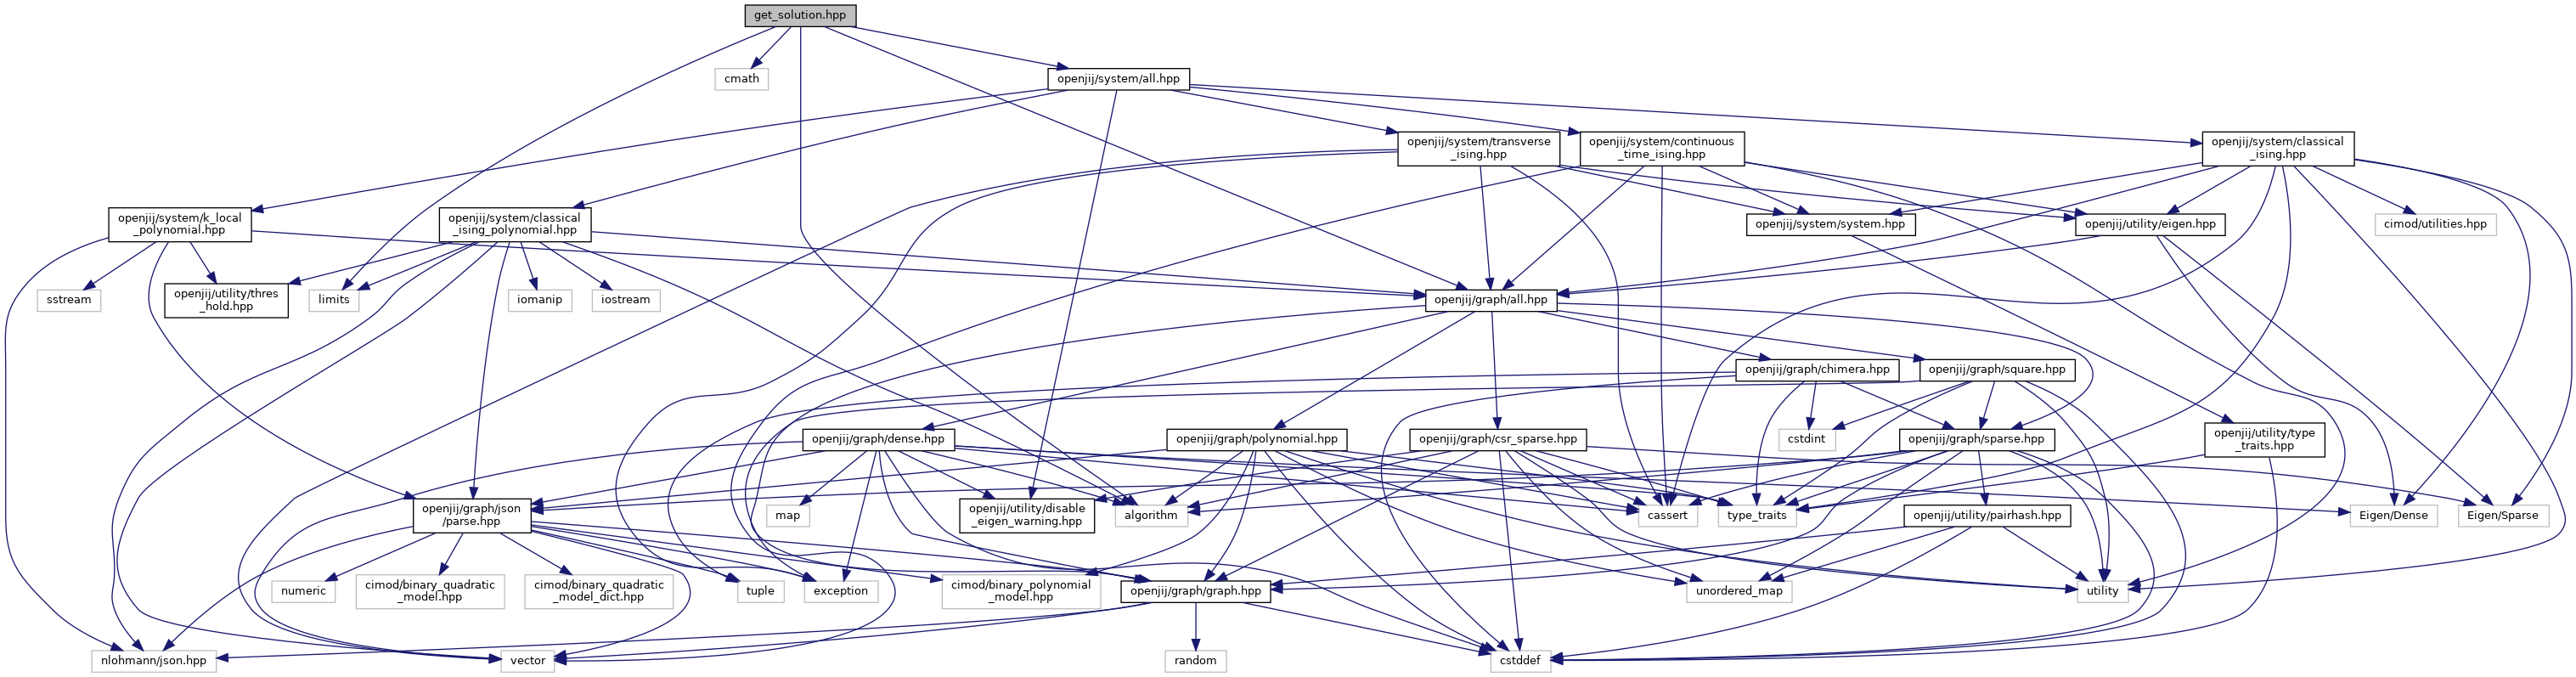 get_solution.hpp
cmath
openjij/system/all.hpp
openjij/system/transverse
_ising.hpp
openjij/system/continuous
_time_ising.hpp
openjij/system/classical
_ising.hpp
openjij/system/k_local
_polynomial.hpp
openjij/system/classical
_ising_polynomial.hpp
openjij/system/system.hpp
openjij/utility/eigen.hpp
cimod/utilities.hpp
sstream
openjij/utility/thres
_hold.hpp
limits
iomanip
iostream
openjij/graph/all.hpp
openjij/graph/chimera.hpp
openjij/graph/square.hpp
openjij/graph/dense.hpp
openjij/graph/polynomial.hpp
openjij/graph/csr_sparse.hpp
cstdint
openjij/graph/sparse.hpp
openjij/utility/type
_traits.hpp
openjij/graph/json
/parse.hpp
map
openjij/utility/disable
_eigen_warning.hpp
algorithm
cassert
type_traits
openjij/utility/pairhash.hpp
Eigen/Dense
Eigen/Sparse
numeric
cimod/binary_quadratic
_model.hpp
cimod/binary_quadratic
_model_dict.hpp
tuple
exception
cimod/binary_polynomial
_model.hpp
openjij/graph/graph.hpp
unordered_map
utility
nlohmann/json.hpp
vector
random
cstddef